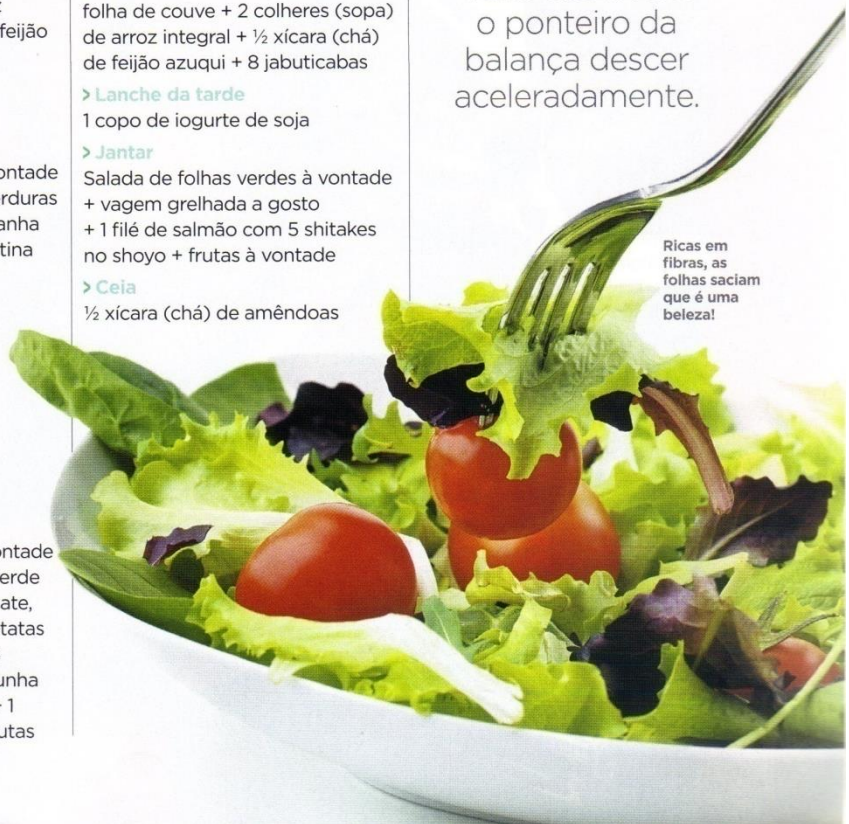 feijão
ontade
rduras
anha
tina
ontade
erde
ate,
tatas
unha
1
utas
folha de couve + 2 colheres (sopa)
de arroz integral + ½ xícara (chá)
de feijão azuqui + 8 jabuticabas
> Lanche da tarde
1 copo de iogurte de soja
> Jantar
Salada de folhas verdes à vontade
+ vagem grelhada a gosto
+ 1 filé de salmão com 5 shitakes
no shoyo + frutas à vontade
> Ceia
½ xícara (chá) de amêndoas
o ponteiro da
balança descer
aceleradamente.
Ricas em
fibras, as
folhas saciam
que é uma
beleza!